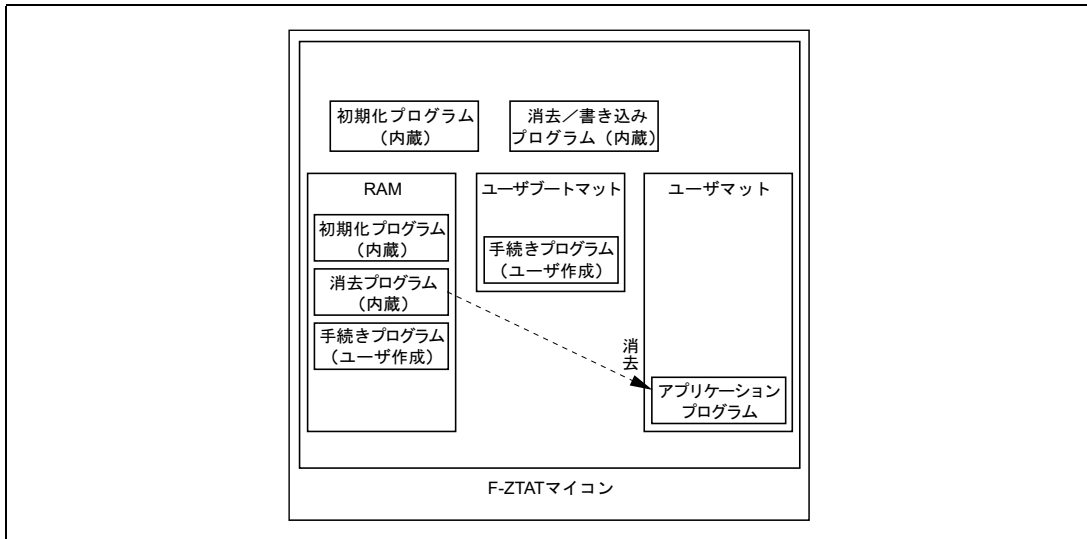 初期化プログラム
（内蔵）
消去／書き込み
プログラム（内蔵）
RAM
初期化プログラム
（内蔵）
消去プログラム
（内蔵）
手続きプログラム
（ユーザ作成）
ユーザブートマット
手続きプログラム
（ユーザ作成）
ユーザマット
消去
アプリケーション
プログラム
F-ZTATマイコン